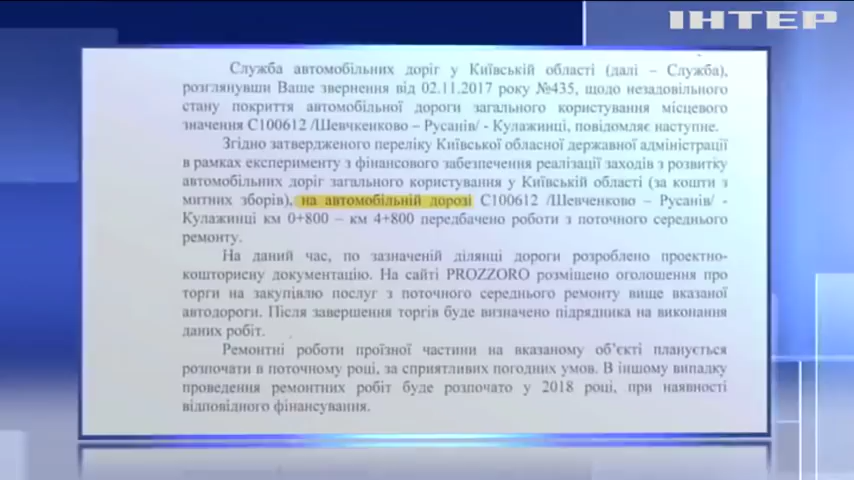 ІНТЕР
Служба автомобільних доріг у Київській області (далі – Служба),
розглянувши Ваше звернення від 02.11.2017 року №435, щодо незадовільного
стану покриття автомобільної дороги загального користування місцевого
значення С100612 /Шевчкенково – Русанів/ - Кулажинці, повідомляє наступне.
Згідно затвердженого переліку Київської обласної державної адміністрації
в рамках експерименту з фінансового забезпечення реалізації заходів з розвитку
автомобільних доріг загального користування у Київській області (за кошти з
митних зборів), на автомобільній дорозі С100612 /Шевченково – Русанів/ -
Кулажинці км 0+800 – км 4+800 передбачено роботи з поточного середнього
ремонту.
На даний час, по зазначеній ділянці дороги розроблено проектно-
кошторисну документацію. На сайті PROZZORO розміщено оголошення про
торги на закупівлю послуг з поточного середнього ремонту вище вказаної
автодороги. Після завершення торгів буде визначено підрядника на виконання
даних робіт.
Ремонтні роботи проїзної частини на вказаному об’єкті планується
розпочати в поточному році, за сприятливих погодних умов. В іншому випадку
проведення ремонтних робіт буде розпочато у 2018 році, при наявності
відповідного фінансування.